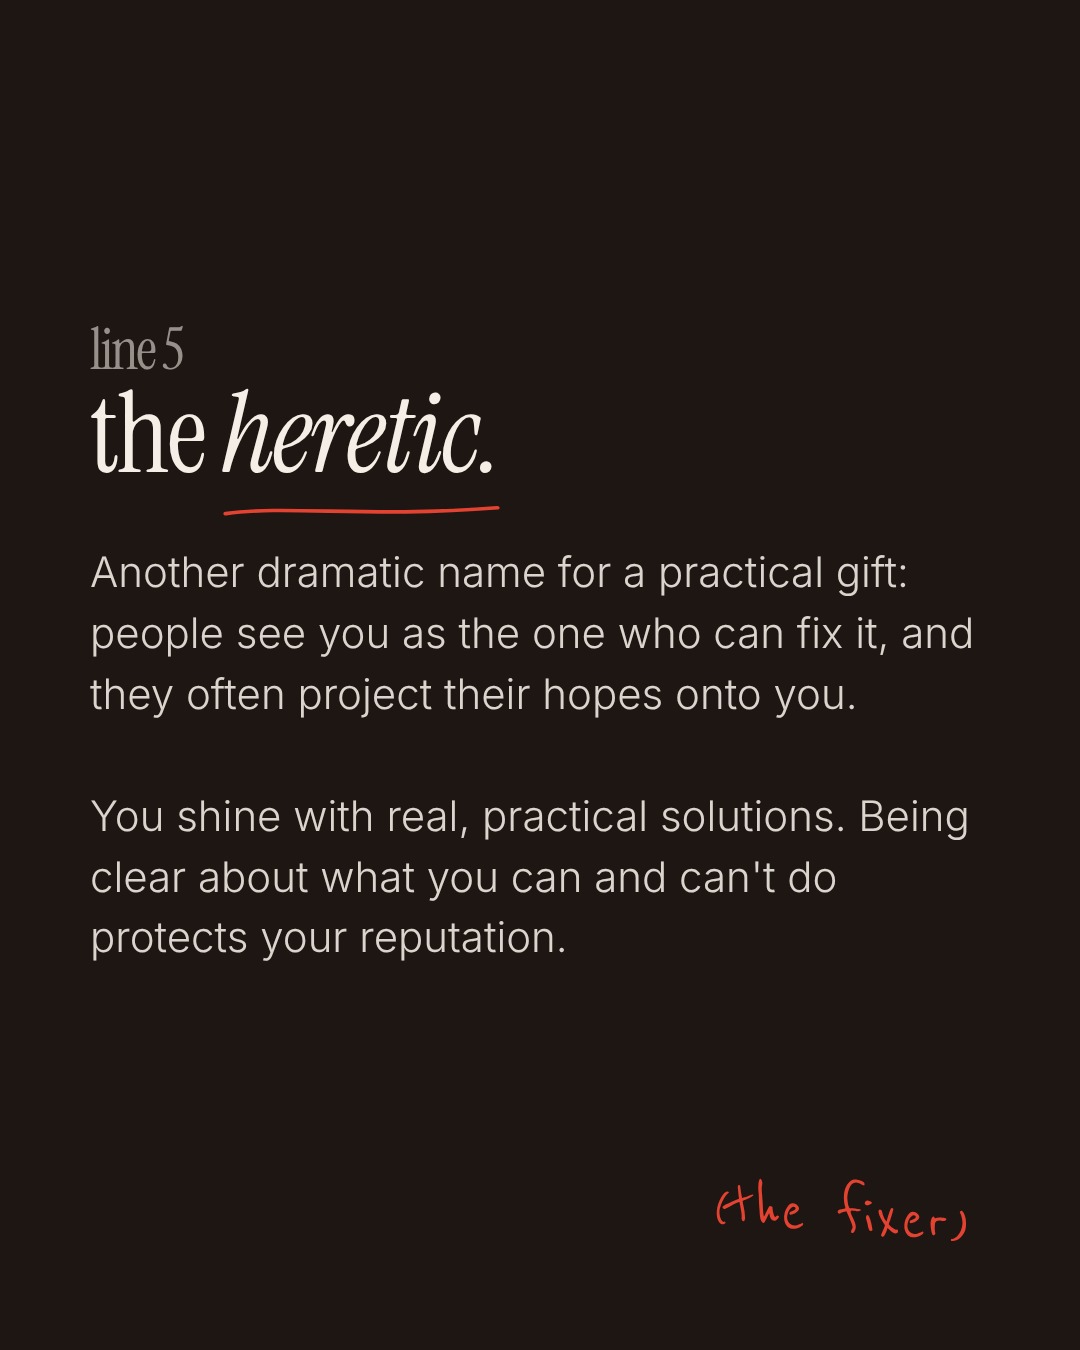 line 5
the heretic.
Another dramatic name for a practical gift:
people see you as the one who can fix it, and
they often project their hopes onto you.
You shine with real, practical solutions. Being
clear about what you can and can't do
protects your reputation.
(the fixer)